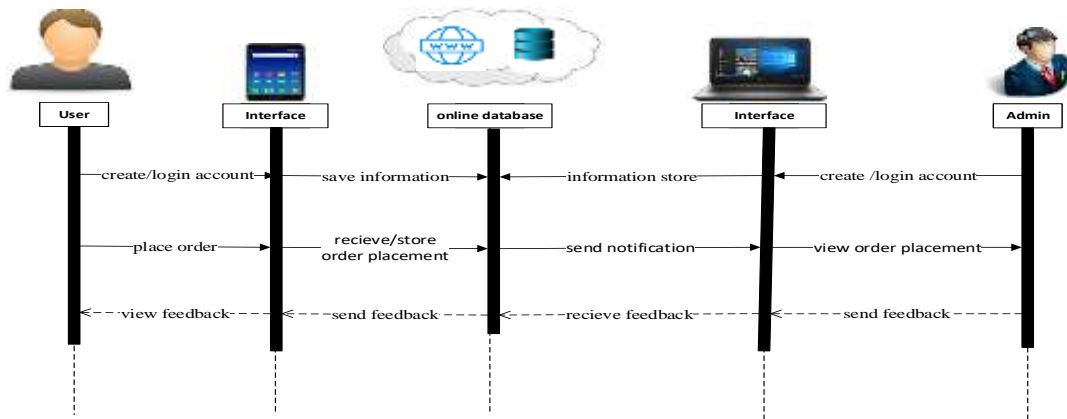 WWW
User
Interface
online database
Interface
Admin
create/login account
save information
information store
create /login account
place order
recieve/store
order placement
send notification
view order placement
view feedback
send feedback
recieve feedback
send feedback